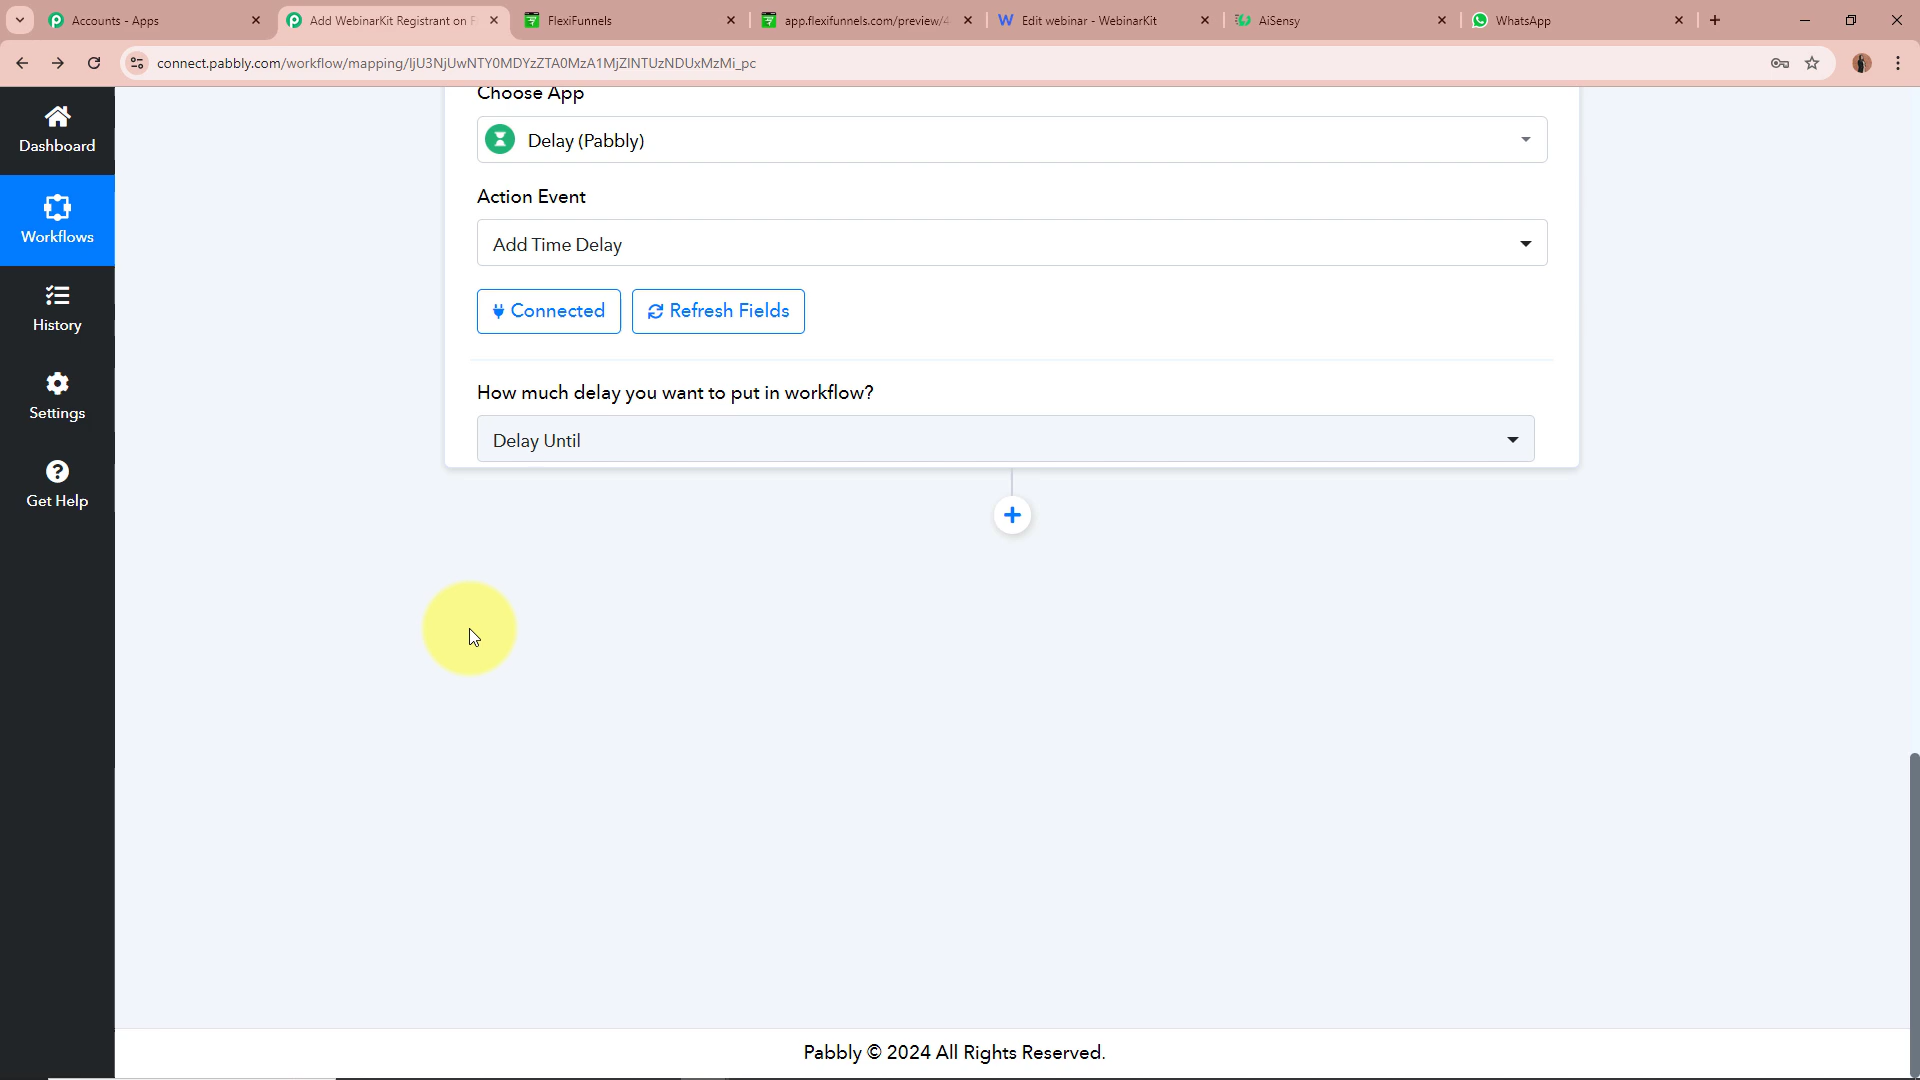 Accounts - Apps
Add WebinarKit Registrant on F
FlexiFunnels
app.flexifunnels.com/preview/4
Edit webinar - WebinarKit
AiSensy
WhatsApp
connect.pabbly.com/workflow/mapping/IjU3NjUwNTY0MDYzZTA0MzA1MjZlNTUzNDUxMzMi_pc
Dashboard
Workflows
History
Settings
Get Help
Choose App
Delay (Pabbly)
Action Event
Add Time Delay
Connected
Refresh Fields
How much delay you want to put in workflow?
Delay Until
Pabbly © 2024 All Rights Reserved.